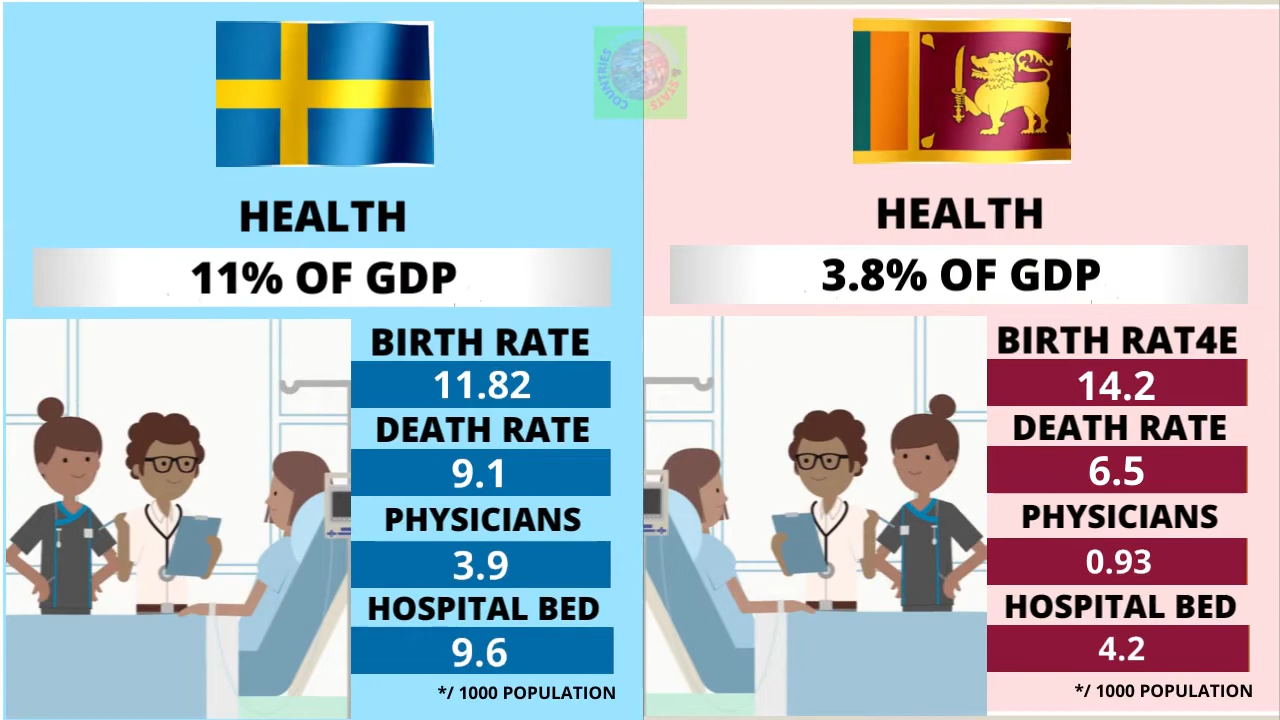 COUNTRIES
& STATS
HEALTH
11% OF GDP
BIRTH RATE
11.82
DEATH RATE
9.1
PHYSICIANS
3.9
HOSPITAL BED
9.6
*/ 1000 POPULATION
HEALTH
3.8% OF GDP
BIRTH RAT4E
14.2
DEATH RATE
6.5
PHYSICIANS
0.93
HOSPITAL BED
4.2
*/ 1000 POPULATION